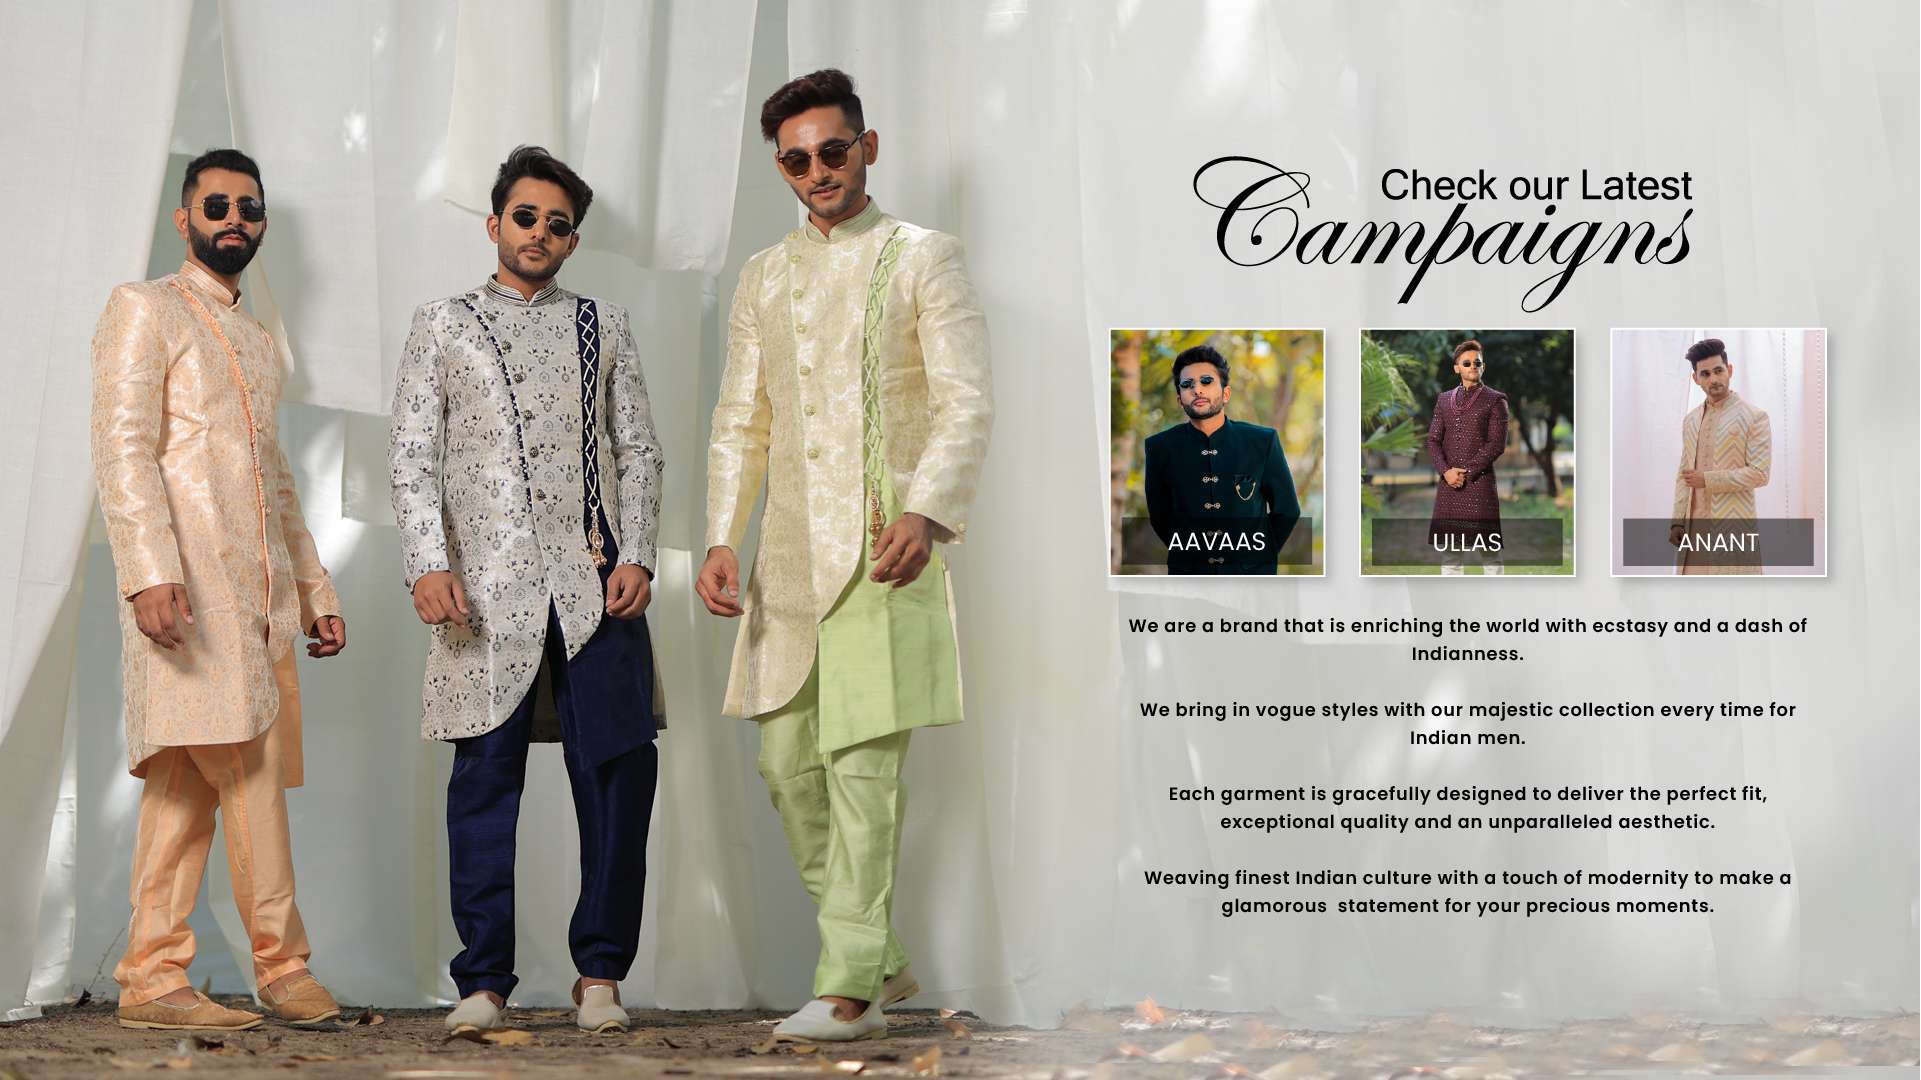 Check our Latest
Campaigns
AAVAAS
ULLAS
ANANT
We are a brand that is enriching the world with ecstasy and a dash of
Indianness.
We bring in vogue styles with our majestic collection every time for
Indian men.
Each garment is gracefully designed to deliver the perfect fit,
exceptional quality and an unparalleled aesthetic.
Weaving finest Indian culture with a touch of modernity to make a
glamorous  statement for your precious moments.